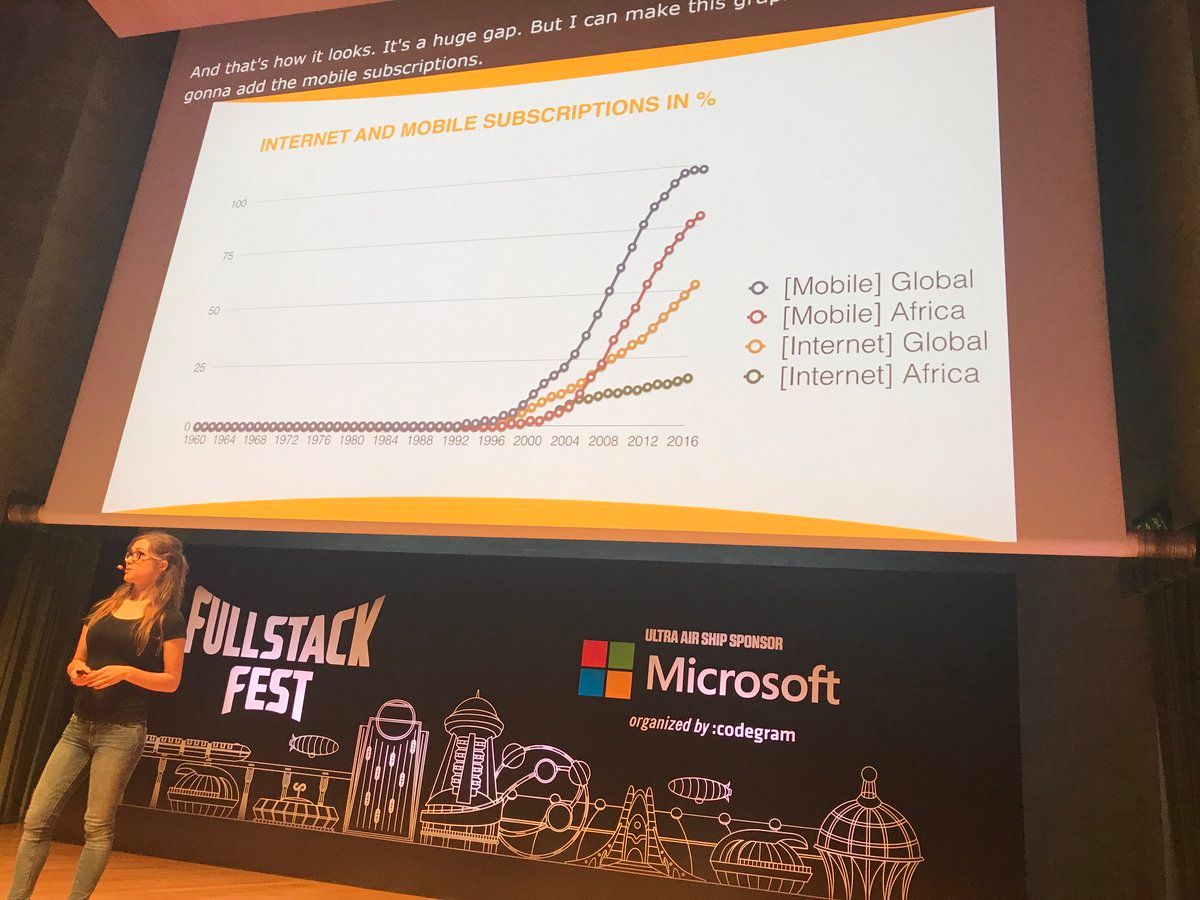 And that's how it looks. It's a huge gap. But I can make this
gonna add the mobile subscriptions.
INTERNET AND MOBILE SUBSCRIPTIONS IN %
100
75
50
25
0
1960 1964 1968 1972 1976 1980 1984 1988 1992 1996 2000 2004 2008 2012 2016
[Mobile] Global
[Mobile] Africa
[Internet] Global
[Internet] Africa
FULLSTACK
FEST
ULTRA AIR SHIP SPONSOR
Microsoft
organized by :codegram